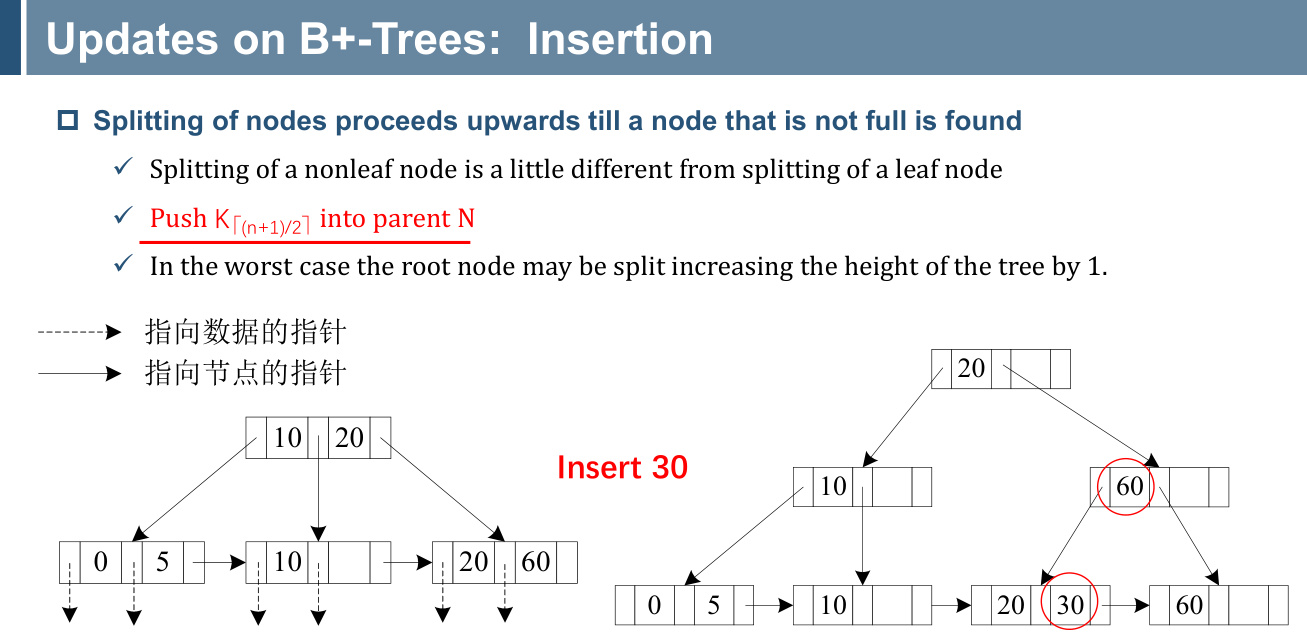 Updates on B+-Trees: Insertion
Splitting of nodes proceeds upwards till a node that is not full is found
✓ Splitting of a nonleaf node is a little different from splitting of a leaf node
✓ Push K⌈(n+1)/2⌉ into parent N
✓ In the worst case the root node may be split increasing the height of the tree by 1.
指向数据的指针
指向节点的指针
10 20
0 5 10 20 60
Insert 30
20
10 60
0 5 10 20 30 60